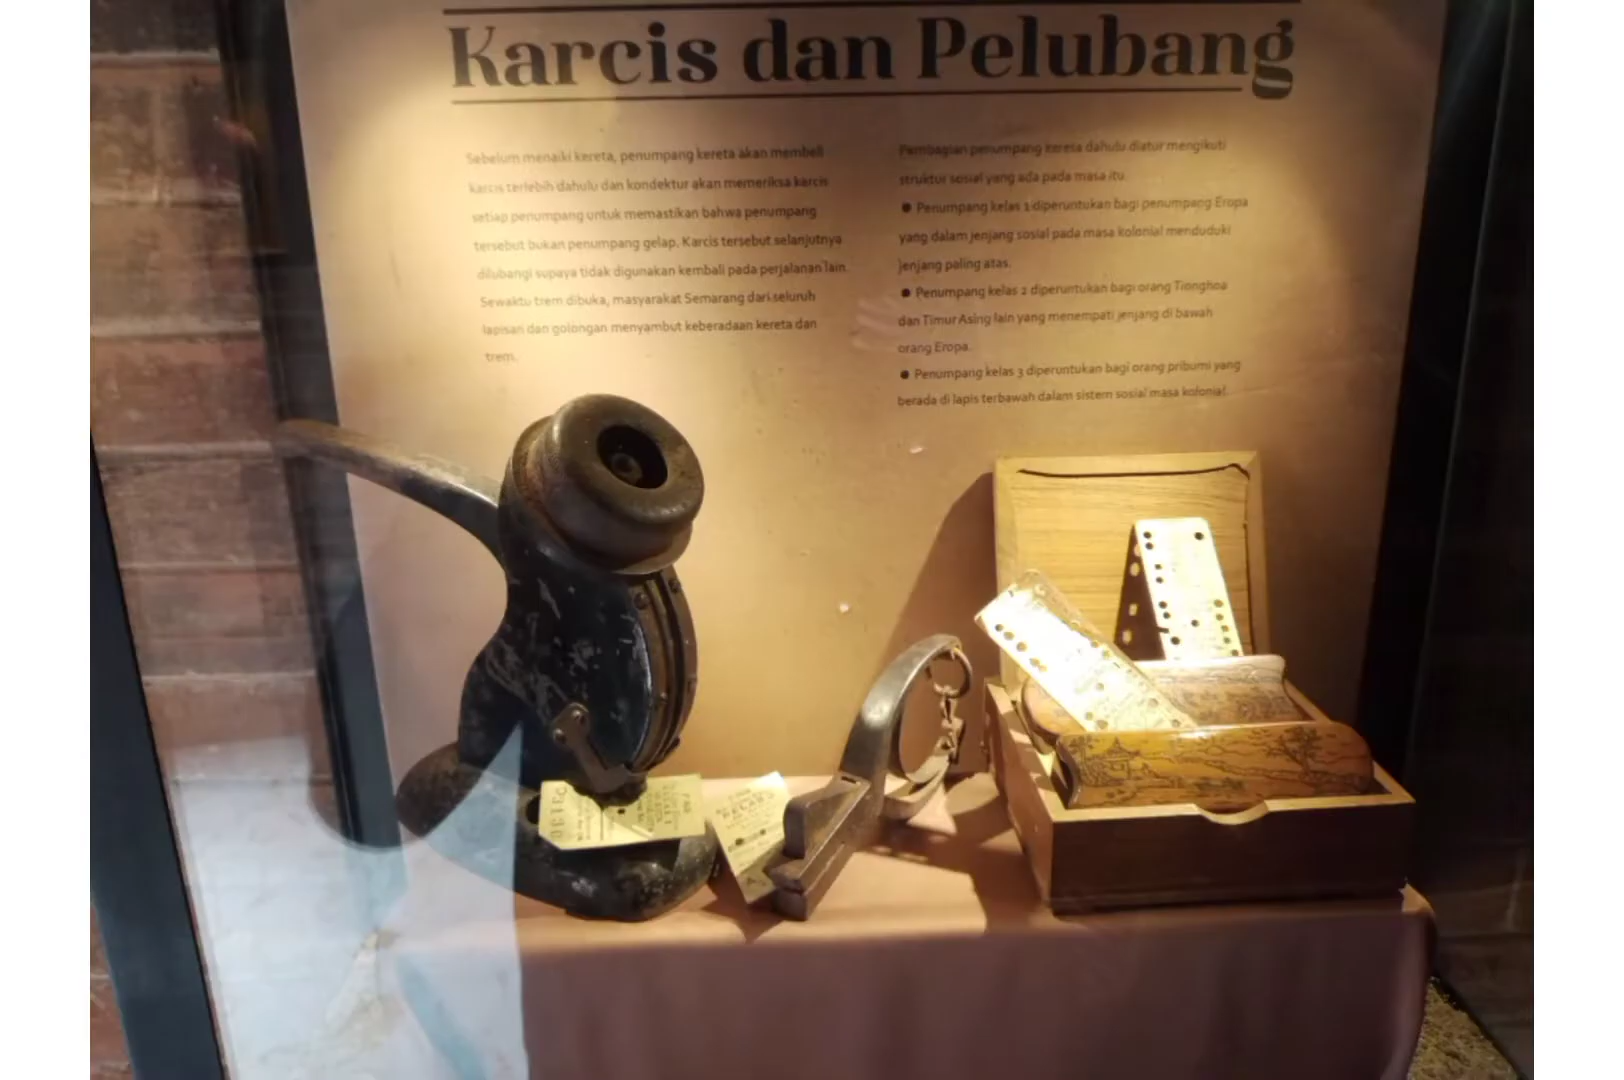 Karcis dan Pelubang
Sebelum menaiki kereta, penumpang kereta akan membeli
karcis terlebih dahulu dan kondektur akan memeriksa karcis
setiap penumpang untuk memastikan bahwa penumpang
tersebut bukan penumpang gelap. Karcis tersebut selanjutnya
dilubangi supaya tidak digunakan kembali pada perjalanan lain.
Sewaktu trem dibuka, masyarakat Semarang dari seluruh
lapisan dan golongan menyambut keberadaan kereta dan
trem.
Pembagian penumpang kereta dahulu diatur mengikuti
struktur sosial yang ada pada masa itu.
● Penumpang kelas 1 diperuntukan bagi penumpang Eropa
yang dalam jenjang sosial pada masa kolonial menduduki
jenjang paling atas.
● Penumpang kelas 2 diperuntukan bagi orang Tionghoa
dan Timur Asing lain yang menempati jenjang di bawah
orang Eropa.
● Penumpang kelas 3 diperuntukan bagi orang pribumi yang
berada di lapis terbawah dalam sistem sosial masa kolonial.